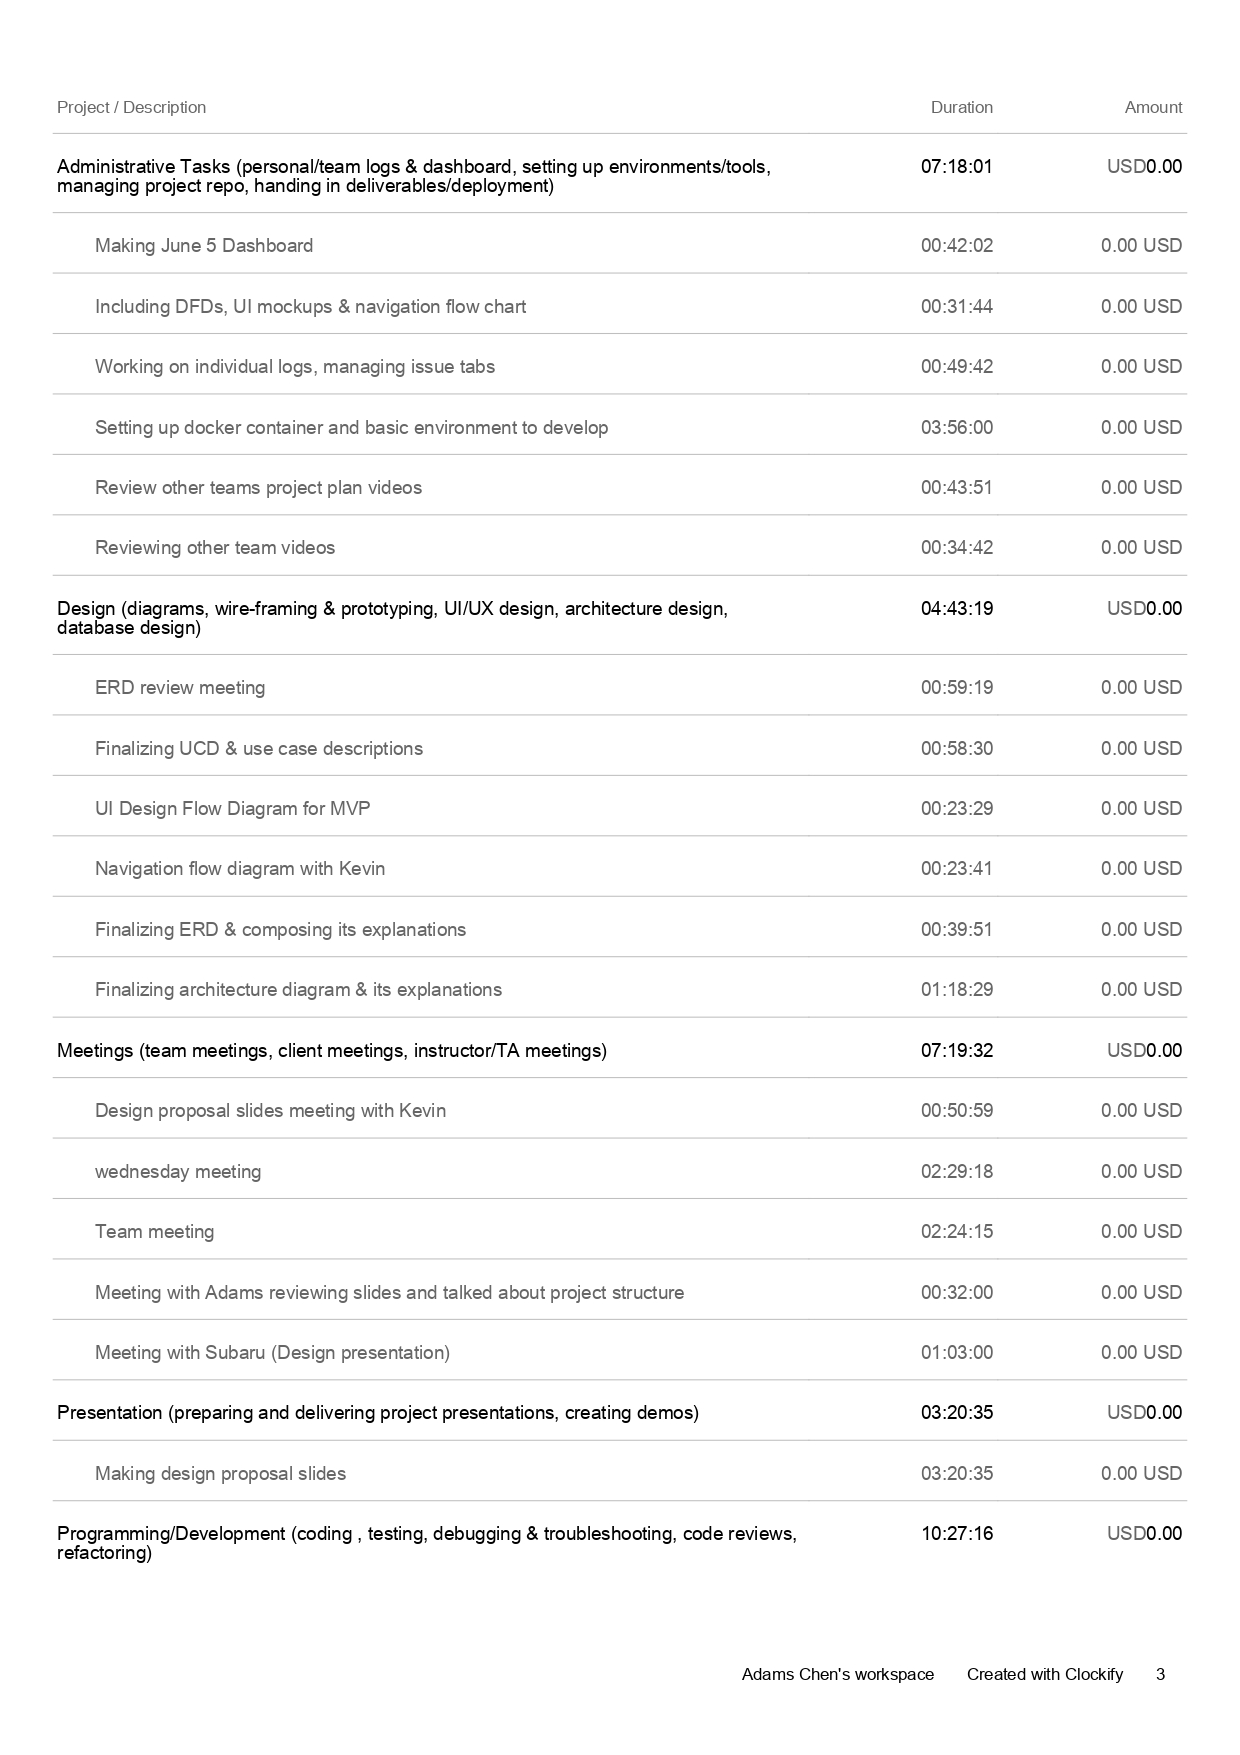 Project / Description Duration Amount
Administrative Tasks (personal/team logs & dashboard, setting up environments/tools, 07:18:01 USD0.00
managing project repo, handing in deliverables/deployment)
Making June 5 Dashboard 00:42:02 0.00 USD
Including DFDs, UI mockups & navigation flow chart 00:31:44 0.00 USD
Working on individual logs, managing issue tabs 00:49:42 0.00 USD
Setting up docker container and basic environment to develop 03:56:00 0.00 USD
Review other teams project plan videos 00:43:51 0.00 USD
Reviewing other team videos 00:34:42 0.00 USD
Design (diagrams, wire-framing & prototyping, UI/UX design, architecture design, 04:43:19 USD0.00
database design)
ERD review meeting 00:59:19 0.00 USD
Finalizing UCD & use case descriptions 00:58:30 0.00 USD
UI Design Flow Diagram for MVP 00:23:29 0.00 USD
Navigation flow diagram with Kevin 00:23:41 0.00 USD
Finalizing ERD & composing its explanations 00:39:51 0.00 USD
Finalizing architecture diagram & its explanations 01:18:29 0.00 USD
Meetings (team meetings, client meetings, instructor/TA meetings) 07:19:32 USD0.00
Design proposal slides meeting with Kevin 00:50:59 0.00 USD
wednesday meeting 02:29:18 0.00 USD
Team meeting 02:24:15 0.00 USD
Meeting with Adams reviewing slides and talked about project structure 00:32:00 0.00 USD
Meeting with Subaru (Design presentation) 01:03:00 0.00 USD
Presentation (preparing and delivering project presentations, creating demos) 03:20:35 USD0.00
Making design proposal slides 03:20:35 0.00 USD
Programming/Development (coding , testing, debugging & troubleshooting, code reviews, 10:27:16 USD0.00
refactoring)
Adams Chen's workspace Created with Clockify 3